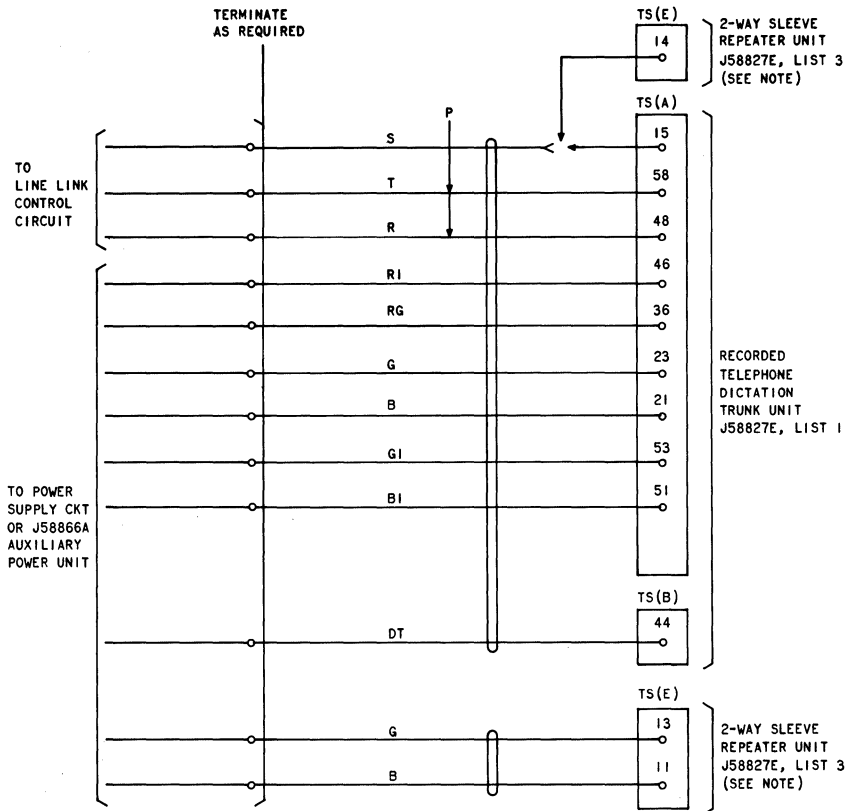 TERMINATE
AS REQUIRED
TS(E)
14
2-WAY SLEEVE
REPEATER UNIT
J58827E, LIST 3
(SEE NOTE)
TS(A)
P
S
15
TO
LINE LINK
CONTROL
CIRCUIT
T
58
R
48
R1
46
RG
36
G
23
B
21
G1
53
B1
51
RECORDED
TELEPHONE
DICTATION
TRUNK UNIT
J58827E, LIST 1
TO POWER
SUPPLY CKT
OR J58866A
AUXILIARY
POWER UNIT
TS(B)
DT
44
TS(E)
G
13
B
11
2-WAY SLEEVE
REPEATER UNIT
J58827E, LIST 3
(SEE NOTE)